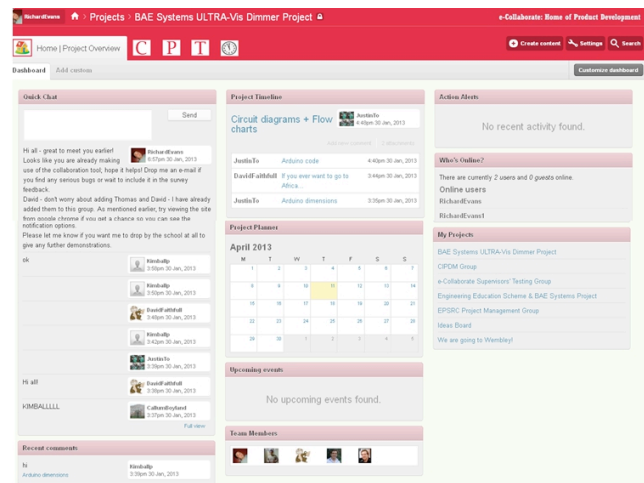 RichardEvans > Projects > BAE Systems ULTRA-Vis Dimmer Project
e-Collaborate: Home of Product Development
Home | Project Overview
C P T
Create content
Settings
Search
Dashboard
Add custom
Customize dashboard
Quick Chat
Send
Hi all - great to meet you earlier!
Looks like you are already making
use of the collaboration tool, hope it helps! Drop me an e-mail if
you find any serious bugs or wall to include it in the survey
feedback.
David - don't worry about adding Thomas and David - I have already
added them to this group. As mentioned earlier, try viewing the site
from google chrome if you get a chance so you can see the
notification options.
Please let me know if you want me to drop by the school at all to
give any further demonstrations.
RichardEvans
6:57pm 30 Jan, 2013
ok
Kimballp
3:58pm 30 Jan, 2013
Kimballp
DavidFaithfull
3:48pm 30 Jan, 2013
Kimballp
3:42pm 30 Jan, 2013
JustinTo
3:39pm 30 Jan, 2013
Hi all!
DavidFaithfull
3:38pm 30 Jan, 2013
KIMBALLLLL
CallumBoyland
3:37pm 30 Jan, 2013
Full view
Recent comments
hi
Arduino dimensions
Kimballp
3:39pm 30 Jan, 2013
Project Timeline
Circuit diagrams + Flow
charts
JustinTo
4:48pm 30 Jan, 2013
JustinTo Arduino code 4:40pm 30 Jan, 2013
DavidFaithfull If you ever want to go to
Africa... 3:44pm 30 Jan, 2013
JustinTo Arduino dimensions 3:35pm 30 Jan, 2013
Project Planner
April 2013
M T W T F S S
1 2 3 4 5 6 7
8 9 10 11 12 13 14
15 16 17 18 19 20 21
22 23 24 25 26 27 28
29 30 1 2 3 4 5
Upcoming events
No upcoming events found.
Team Members
Action Alerts
No recent activity found.
Who's Online?
There are currently 2 users and 0 guests online.
Online users
RichardEvans
RichardEvans1
My Projects
BAE Systems ULTRA-Vis Dimmer Project
CIPDM Group
e-Collaborate Supervisors' Testing Group
Engineering Education Scheme & BAE Systems Project
EPSRC Project Management Group
Ideas Board
We are going to Wembley!